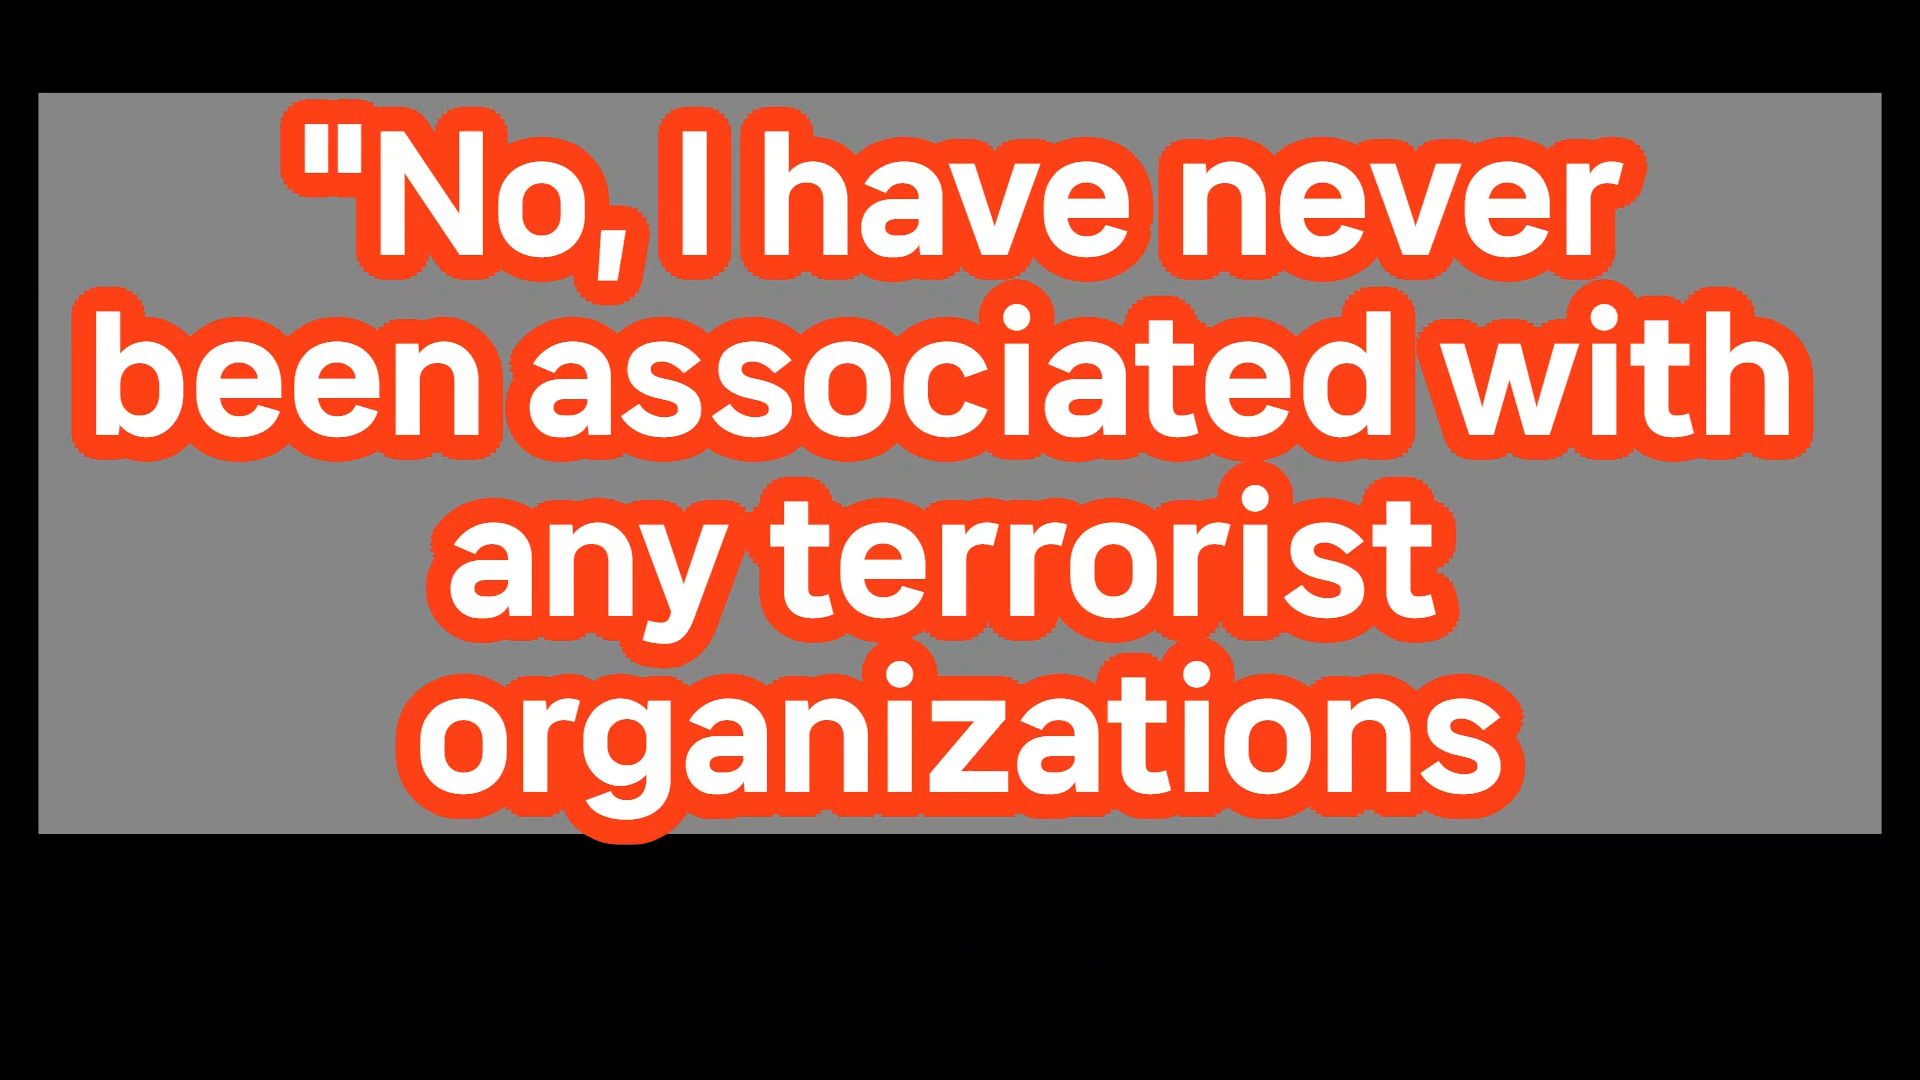 "No, I have never
been associated with
any terrorist
organizations